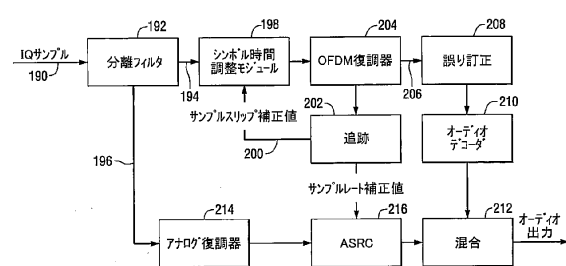 192
198
204
208
IQサンプル
190
分離フィルタ
194
シンボル時間
調整モジュール
OFDM復調器
206
誤り訂正
サンプルスリップ補正値
202
210
200
追跡
オーディオ
デコーダ
196
サンプルレート補正値
214
216
212
アナログ復調器
ASRC
混合
オーディオ
出力